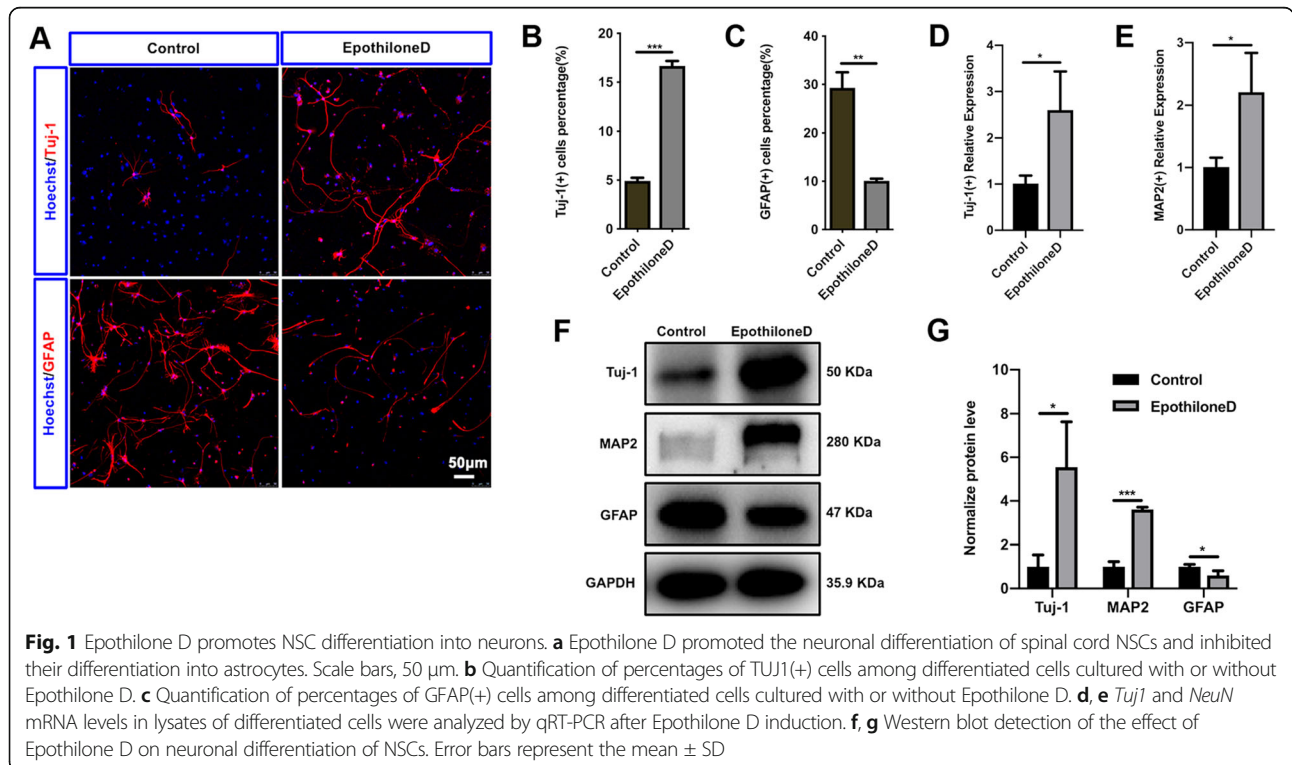 A
Control
EpothiloneD
Hoechst/Tuj-1
Hoechst/GFAP
50μm
B
Tuj-1(+) cells percentage(%)
20
15
10
5
0
***
Control
EpothiloneD
C
GFAP(+) cells percentage(%)
40
30
20
10
0
**
Control
EpothiloneD
D
Tuj-1(+) Relative Expression
4
3
2
1
0
*
Control
EpothiloneD
E
MAP2(+) Relative Expression
4
3
2
1
0
*
Control
EpothiloneD
F
Control EpothiloneD
Tuj-1 50 KDa
MAP2 280 KDa
GFAP 47 KDa
GAPDH 35.9 KDa
G
Normalize protein leve
10
8
6
4
2
0
Control
EpothiloneD
*
***
*
Tuj-1 MAP2 GFAP
Fig. 1 Epothilone D promotes NSC differentiation into neurons. a Epothilone D promoted the neuronal differentiation of spinal cord NSCs and inhibited
their differentiation into astrocytes. Scale bars, 50 μm. b Quantification of percentages of TUJ1(+) cells among differentiated cells cultured with or without
Epothilone D. c Quantification of percentages of GFAP(+) cells among differentiated cells cultured with or without Epothilone D. d, e Tuj1 and NeuN
mRNA levels in lysates of differentiated cells were analyzed by qRT-PCR after Epothilone D induction. f, g Western blot detection of the effect of
Epothilone D on neuronal differentiation of NSCs. Error bars represent the mean ± SD